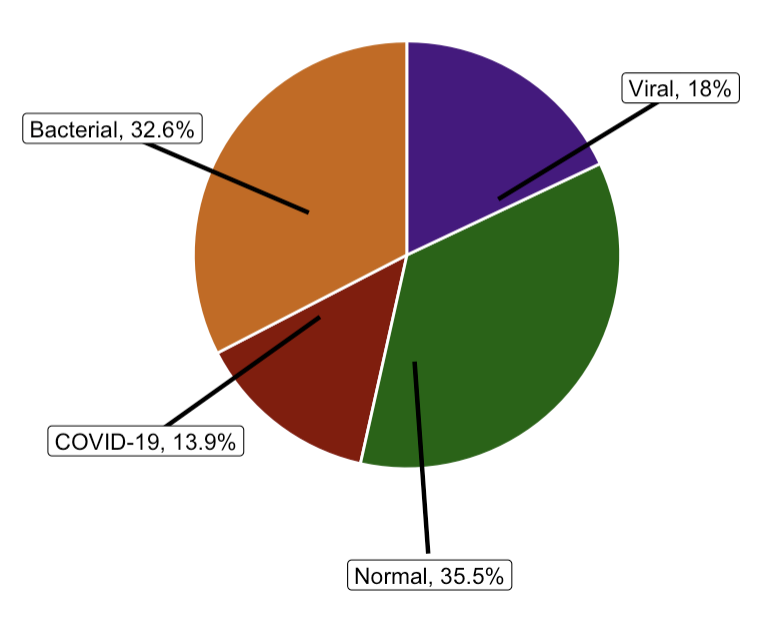 Viral, 18%
Bacterial, 32.6%
COVID-19, 13.9%
Normal, 35.5%